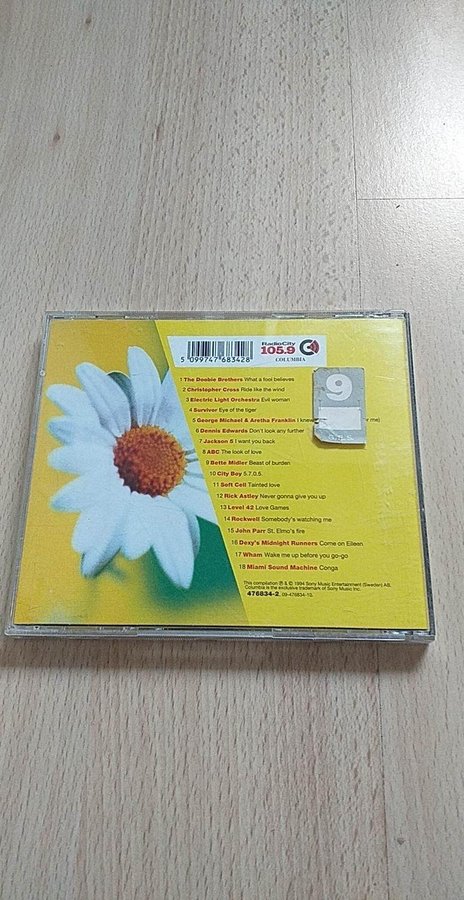 5 099747 683428
RadioCity
105.9
COLUMBIA
9
1 The Doobie Brothers What a fool believes
2 Christopher Cross Ride like the wind
3 Electric Light Orchestra Evil woman
4 Survivor Eye of the tiger
5 George Michael & Aretha Franklin I knew r me)
6 Dennis Edwards Don't look any further
7 Jackson 5 I want you back
8 ABC The look of love
9 Bette Midler Beast of burden
10 City Boy 5.7.0.5.
11 Soft Cell Tainted love
12 Rick Astley Never gonna give you up
13 Level 42 Love Games
14 Rockwell Somebody's watching me
15 John Parr St. Elmo's fire
16 Dexy's Midnight Runners Come on Eileen
17 Wham Wake me up before you go-go
18 Miami Sound Machine Conga
This compilation ℗ & © 1994 Sony Music Entertainment (Sweden) AB.
Columbia is the exclusive trademark of Sony Music Inc.
476834-2, 09-476834-10.